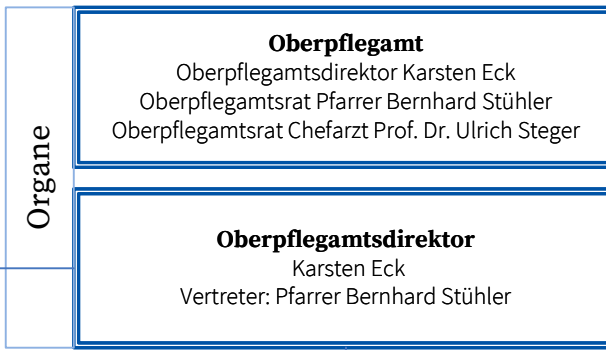 Organe
Oberpflegamt
Oberpflegamtsdirektor Karsten Eck
Oberpflegamtsrat Pfarrer Bernhard Stühler
Oberpflegamtsrat Chefarzt Prof. Dr. Ulrich Steger
Oberpflegamtsdirektor
Karsten Eck
Vertreter: Pfarrer Bernhard Stühler